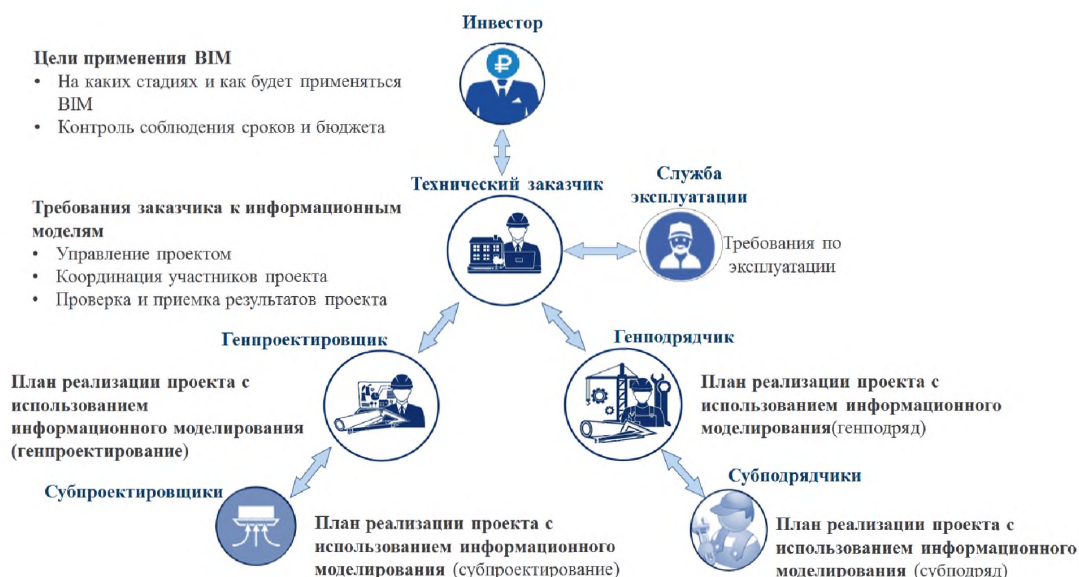 Инвестор
Цели применения BIM
• На каких стадиях и как будет применяться
BIM
• Контроль соблюдения сроков и бюджета
Технический заказчик
Служба
эксплуатации
Требования по
эксплуатации
Требования заказчика к информационным
моделям
• Управление проектом
• Координация участников проекта
• Проверка и приемка результатов проекта
Генпроектировщик
Генподрядчик
План реализации проекта с
использованием
информационного моделирования
(генпроектирование)
План реализации проекта с
использованием информационного
моделирования(генподряд)
Субпроектировщики
Субподрядчики
План реализации проекта с
использованием информационного
моделирования (субпроектирование)
План реализации проекта с
использованием информационного
моделирования (субподряд)